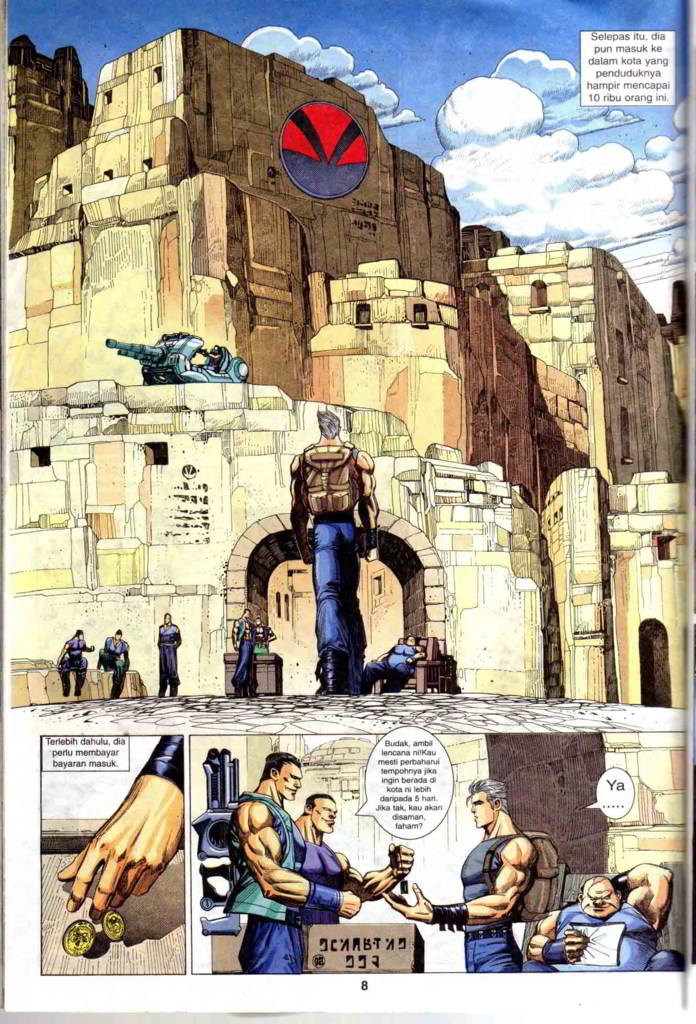 Selepas itu, dia
pun masuk ke
dalam kota yang
penduduknya
hampir mencapai
10 ribu orang ini.
Terlebih dahulu, dia
perlu membayar
bayaran masuk.
Budak, ambil
lencana ni!Kau
mesti perbaharui
tempohnya jika
ingin berada di
kota ni lebih
daripada 5 hari.
Jika tak, kau akan
disaman,
faham?
Ya
.....
8